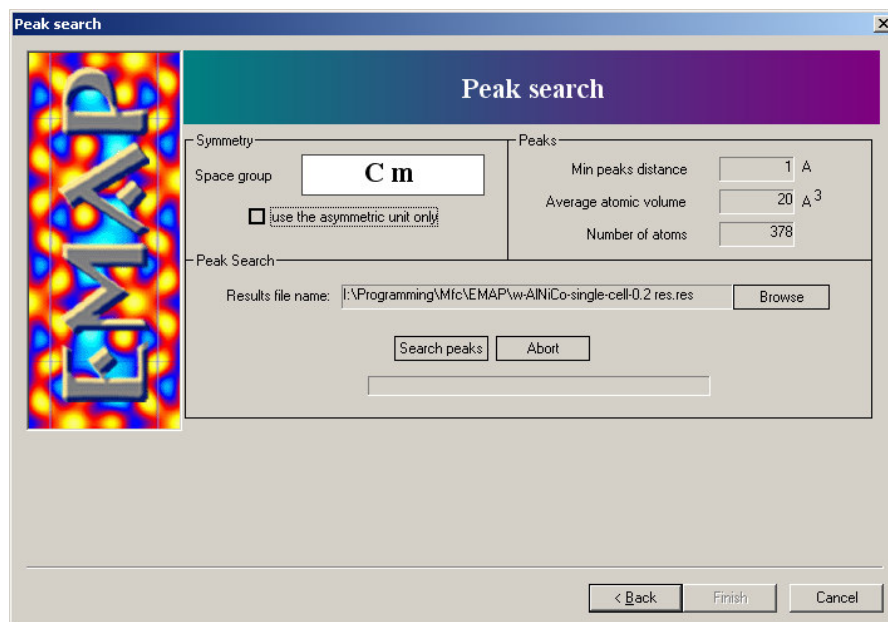 Peak search
EMAP
Peak search
Symmetry
Space group C m
use the asymmetric unit only
Peaks
Min peaks distance 1 A
Average atomic volume 20 A3
Number of atoms 378
Peak Search
Results file name: I:\Programming\Mfc\EMAP\w-AlNiCo-single-cell-0.2 res.res Browse
Search peaks Abort
< Back Finish Cancel